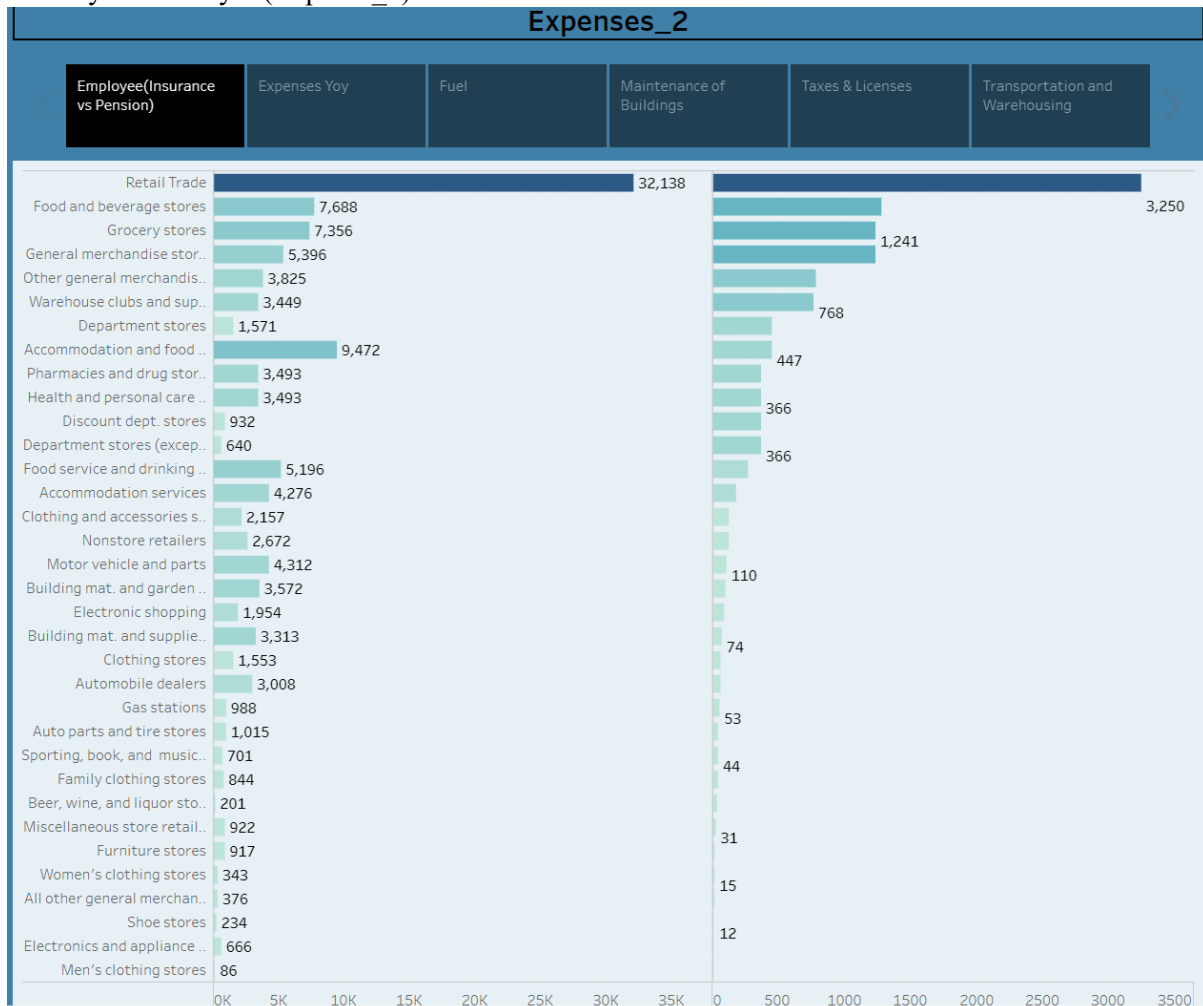 Expenses_2
Employee(Insurance vs Pension)
Expenses Yoy
Fuel
Maintenance of Buildings
Taxes & Licenses
Transportation and Warehousing
Retail Trade 32,138
Food and beverage stores 7,688 3,250
Grocery stores 7,356
1,241
General merchandise stor.. 5,396
Other general merchandis.. 3,825
Warehouse clubs and sup.. 3,449
768
Department stores 1,571
Accommodation and food .. 9,472
447
Pharmacies and drug stor.. 3,493
Health and personal care .. 3,493
366
Discount dept. stores 932
Department stores (excep.. 640
366
Food service and drinking .. 5,196
Accommodation services 4,276
Clothing and accessories s.. 2,157
Nonstore retailers 2,672
Motor vehicle and parts 4,312
110
Building mat. and garden .. 3,572
Electronic shopping 1,954
Building mat. and supplie.. 3,313
74
Clothing stores 1,553
Automobile dealers 3,008
Gas stations 988
53
Auto parts and tire stores 1,015
Sporting, book, and music.. 701
44
Family clothing stores 844
Beer, wine, and liquor sto.. 201
Miscellaneous store retail.. 922
31
Furniture stores 917
Women's clothing stores 343
15
All other general merchan.. 376
Shoe stores 234
12
Electronics and appliance .. 666
Men's clothing stores 86
0K 5K 10K 15K 20K 25K 30K 35K 0 500 1000 1500 2000 2500 3000 3500